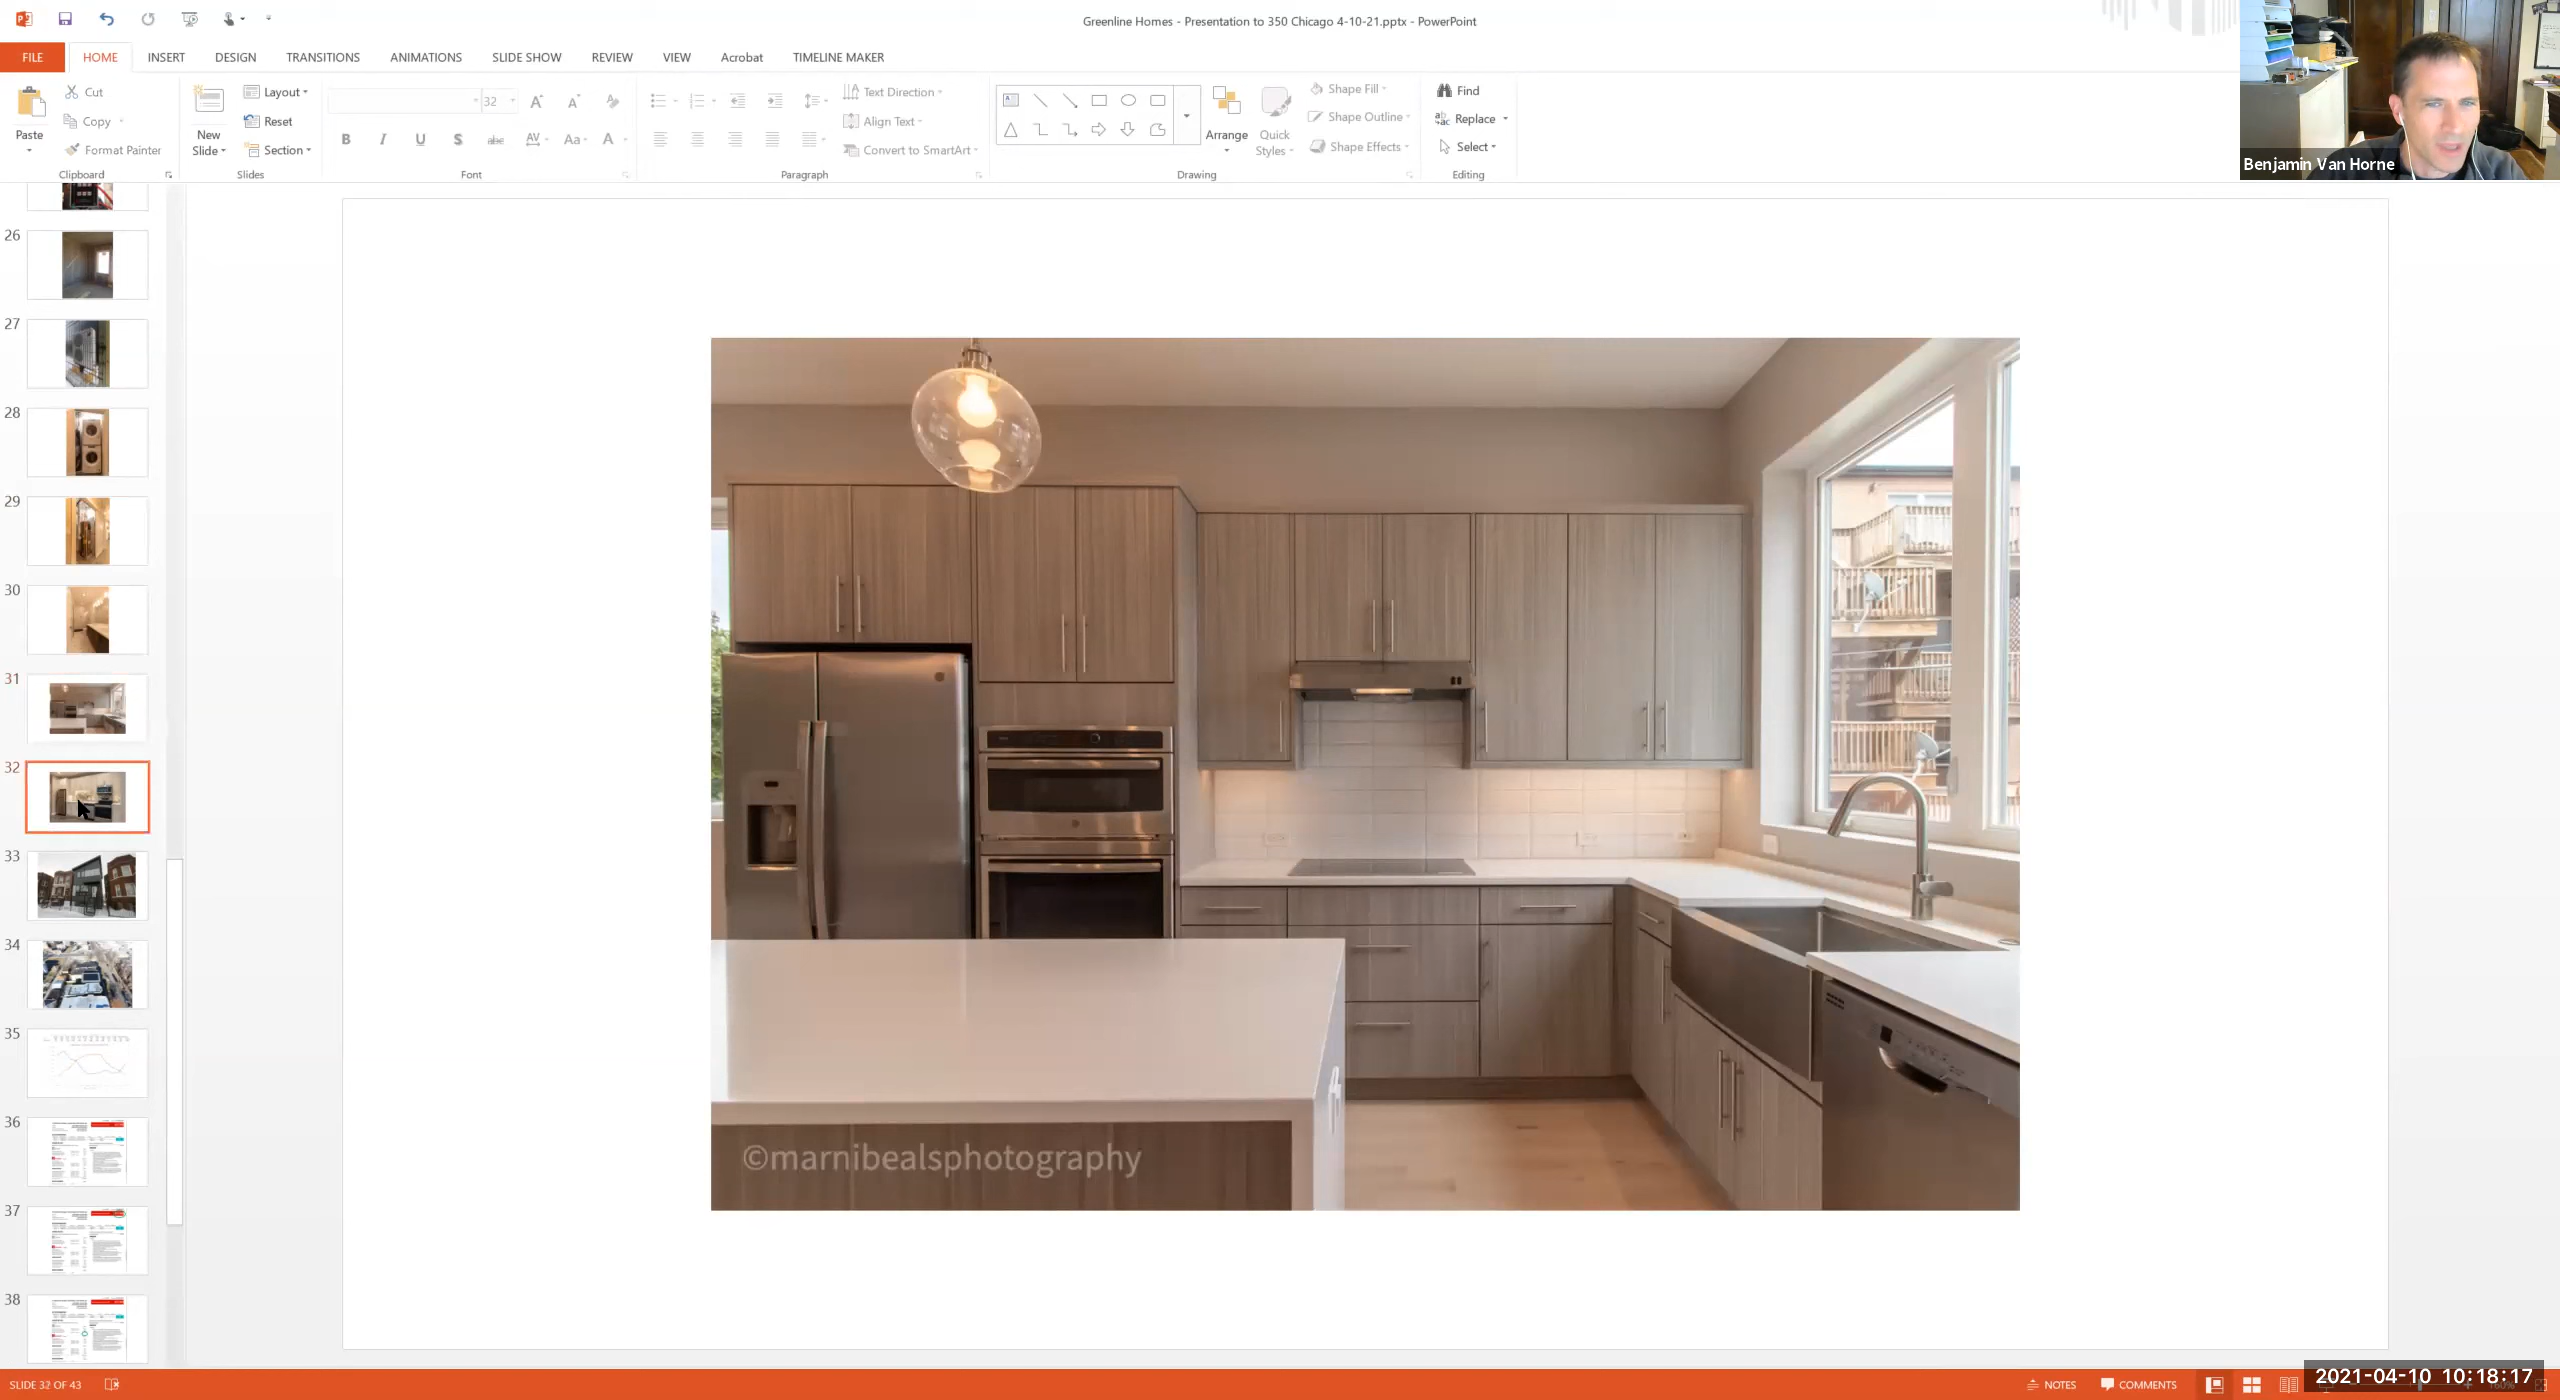 Greenline Homes - Presentation to 350 Chicago 4-10-21.pptx - PowerPoint
FILE
HOME
INSERT
DESIGN
TRANSITIONS
ANIMATIONS
SLIDE SHOW
REVIEW
VIEW
Acrobat
TIMELINE MAKER
Paste
Cut
Copy
Format Painter
Clipboard
New
Slide
Layout
Reset
Section
Slides
32
Font
Text Direction
Align Text
Convert to SmartArt
Paragraph
Arrange
Quick
Styles
Shape Fill
Shape Outline
Shape Effects
Drawing
Find
Replace
Select
Editing
Benjamin Van Horne
26
27
28
29
30
31
32
33
34
35
36
37
38
©marnibealsphotography
SLIDE 32 OF 43
NOTES
COMMENTS
2021-04-10 10:18:17